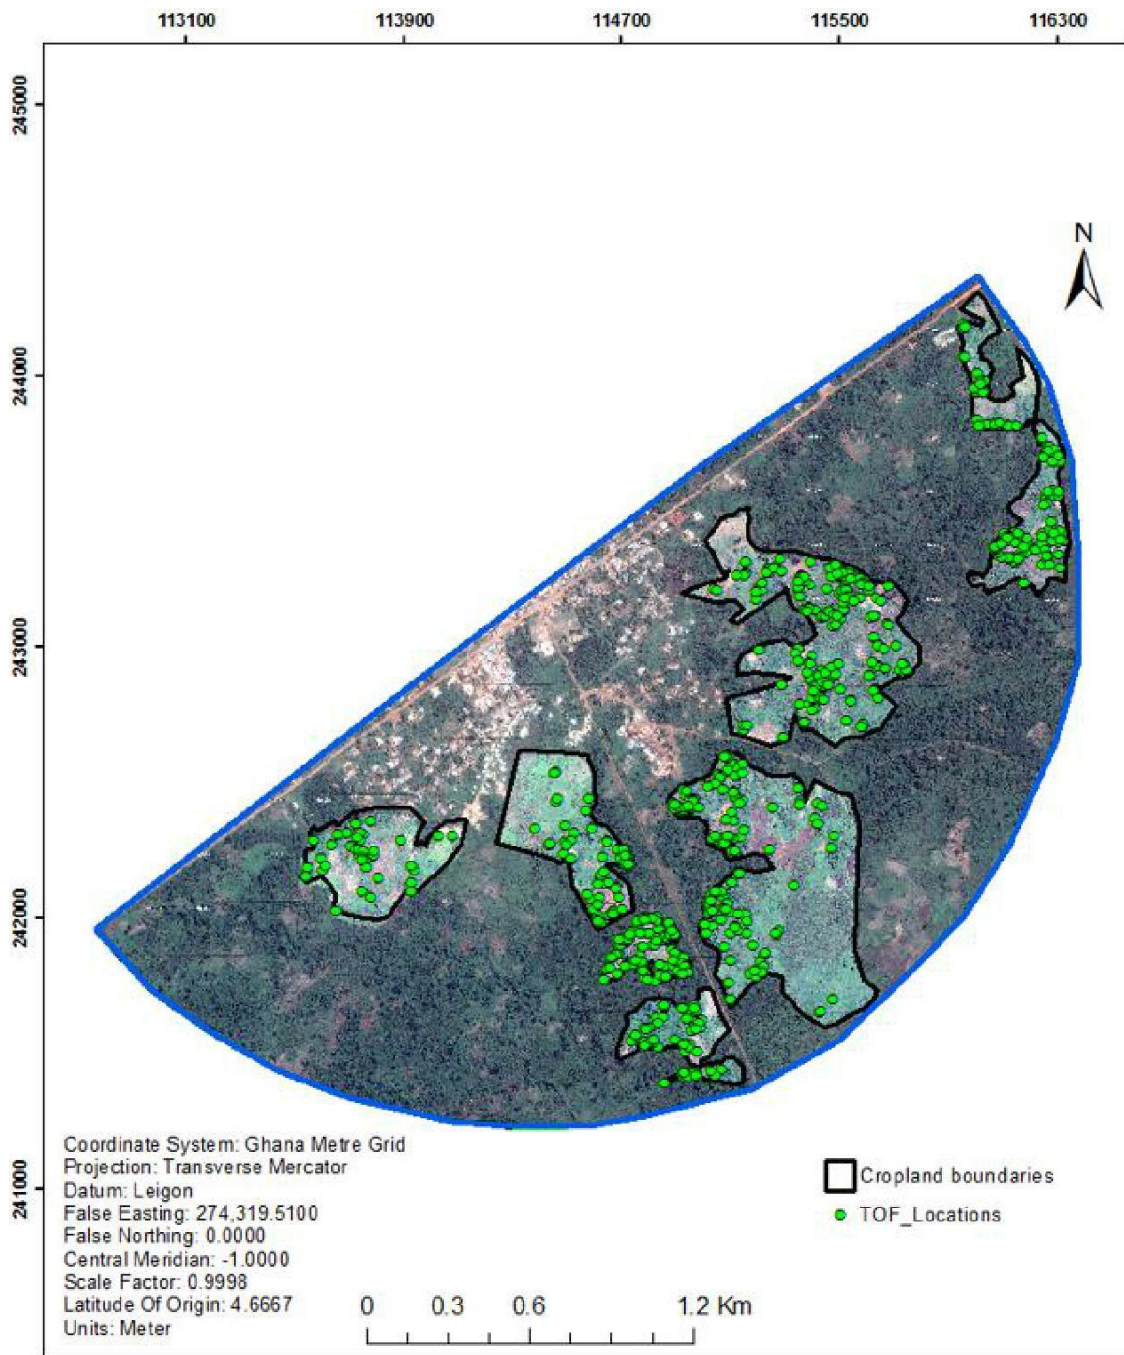 113100 113900 114700 115500 116300
245000
N
244000
243000
242000
241000
Coordinate System: Ghana Metre Grid
Projection: Transverse Mercator
Datum: Leigon
False Easting: 274,319.5100
False Northing: 0.0000
Central Meridian: -1.0000
Scale Factor: 0.9998
Latitude Of Origin: 4.6667
Units: Meter
Cropland boundaries
TOF_Locations
0 0.3 0.6 1.2 Km